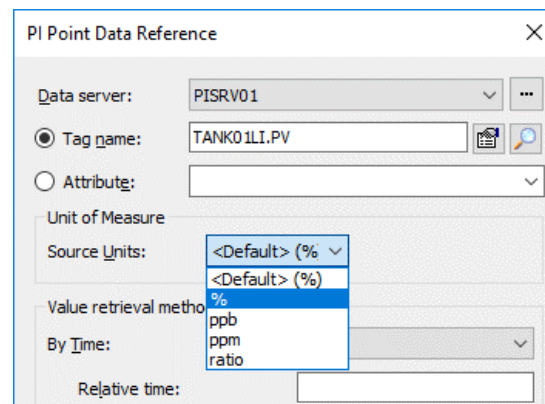 PI Point Data Reference
Data server: PISRV01 ...
Tag name: TANK01LI.PV
Attribute:
Unit of Measure
Source Units: <Default> (%
<Default> (%)
%
Value retrieval metho
ppb
By Time: ppm
ratio
Relative time: